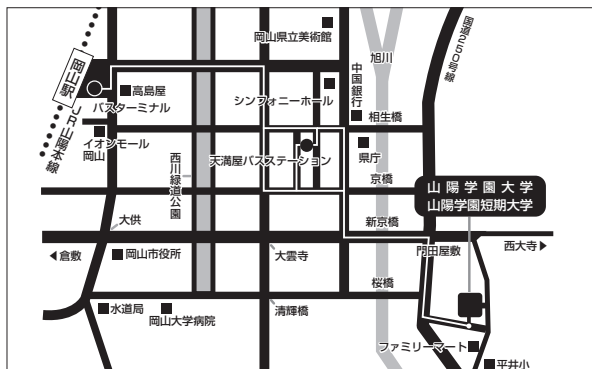 岡山県立美術館
旭川
国道250号線
岡山駅
JR山陽本線
高島屋
バスターミナル
シンフォニーホール
中国銀行
相生橋
イオンモール
岡山
天満屋バスステーション
県庁
西川緑道公園
京橋
山陽学園大学
山陽学園短期大学
大供
新京橋
倉敷
岡山市役所
大雲寺
門田屋敷
西大寺
桜橋
水道局
岡山大学病院
清輝橋
ファミリーマート
平井小